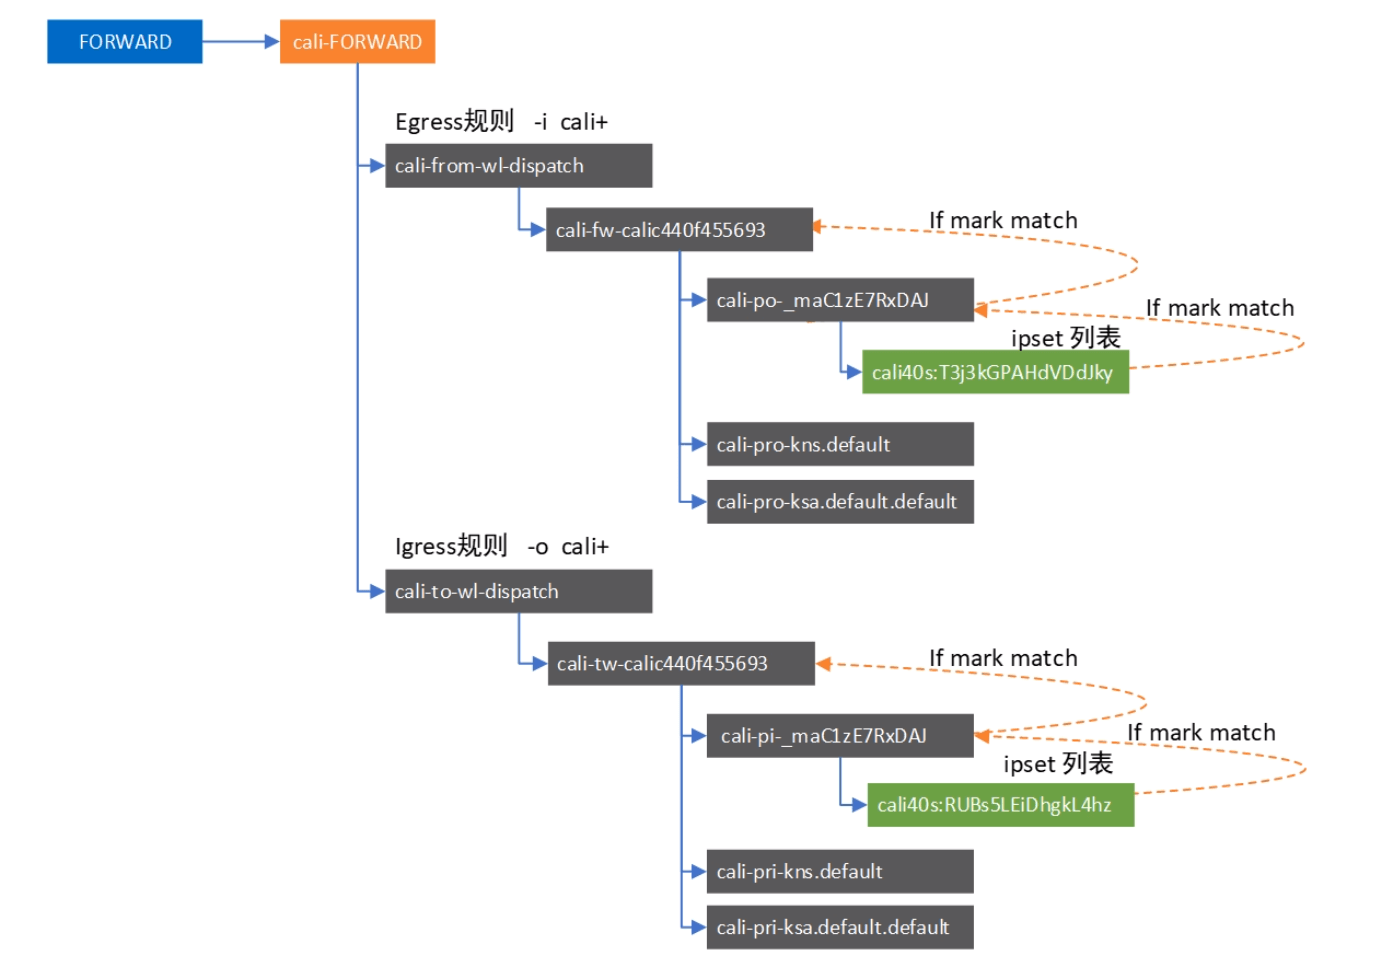 FORWARD
cali-FORWARD
Egress规则 -i cali+
cali-from-wl-dispatch
cali-fw-calic440f455693
If mark match
cali-po-_maC1zE7RxDAJ
If mark match
ipset 列表
cali40s:T3j3kGPAHdVDdJky
cali-pro-kns.default
cali-pro-ksa.default.default
Igress规则 -o cali+
cali-to-wl-dispatch
cali-tw-calic440f455693
If mark match
cali-pi-_maC1zE7RxDAJ
If mark match
ipset 列表
cali40s:RUBs5LEiDhgkL4hz
cali-pri-kns.default
cali-pri-ksa.default.default